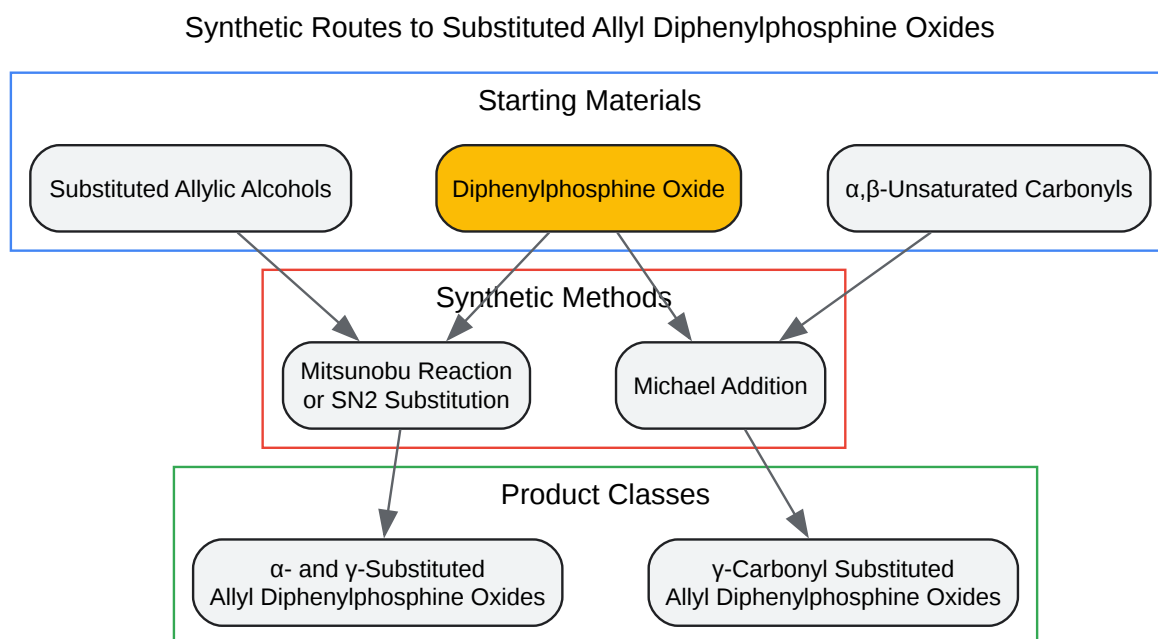 Synthetic Routes to Substituted Allyl Diphenylphosphine Oxides
Starting Materials
Substituted Allylic Alcohols
Diphenylphosphine Oxide
α,β-Unsaturated Carbonyls
Synthetic Methods
Mitsunobu Reaction
or SN2 Substitution
Michael Addition
Product Classes
α- and γ-Substituted
Allyl Diphenylphosphine Oxides
γ-Carbonyl Substituted
Allyl Diphenylphosphine Oxides